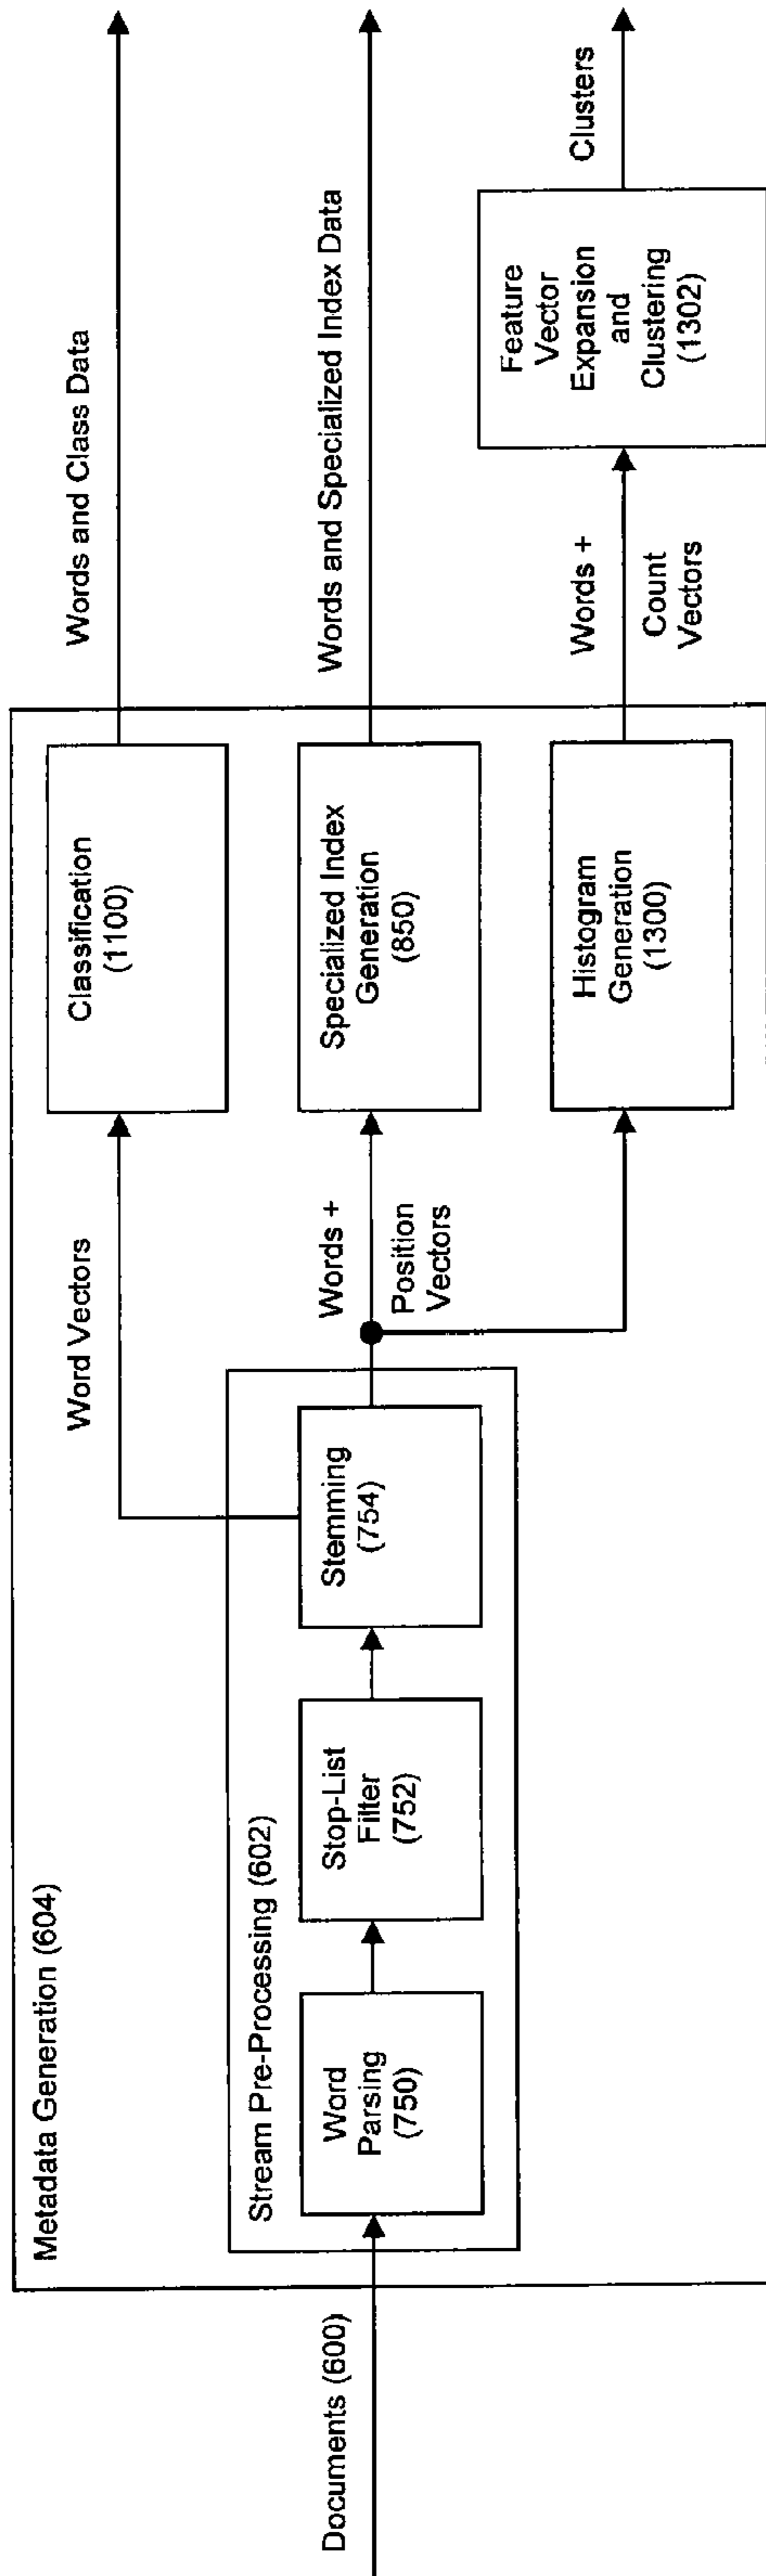 Documents (600)
Metadata Generation (604)
Stream Pre-Processing (602)
Word
Parsing
(750)
Stop-List
Filter
(752)
Stemming
(754)
Word Vectors
Words +
Position
Vectors
Classification
(1100)
Specialized Index
Generation
(850)
Histogram
Generation
(1300)
Words and Class Data
Words and Specialized Index Data
Words +
Count
Vectors
Feature
Vector
Expansion
and
Clustering
(1302)
Clusters